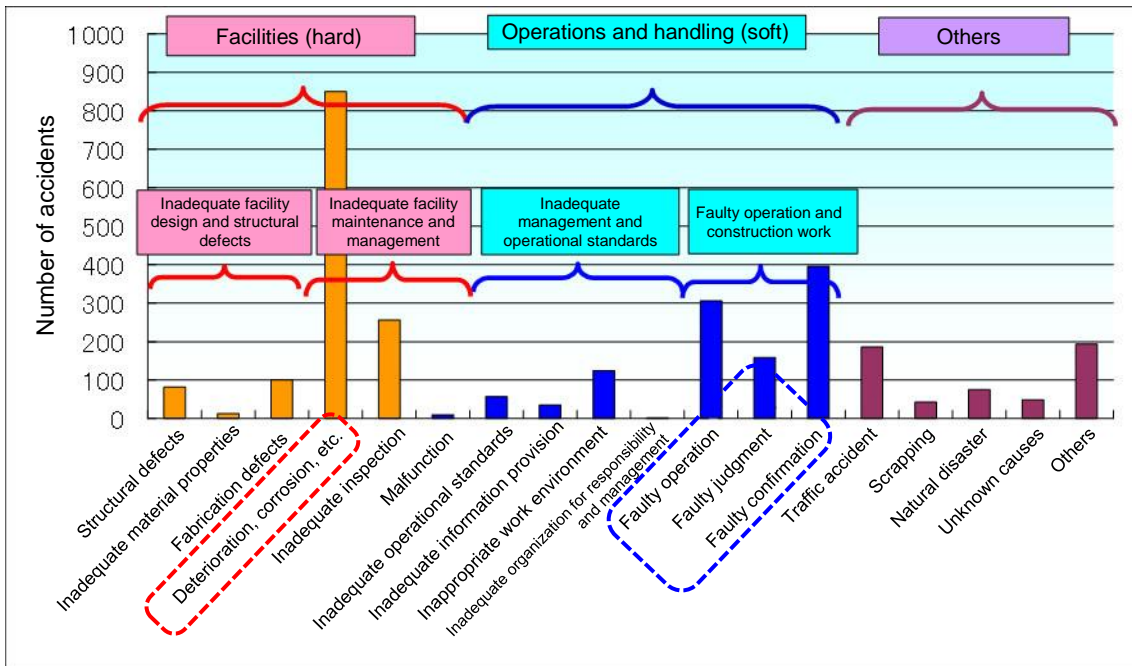 Facilities (hard)
Operations and handling (soft)
Others
Number of accidents
1000
900
800
700
600
500
400
300
200
100
0
Inadequate facility
design and structural
defects
Inadequate facility
maintenance and
management
Inadequate
management and
operational standards
Faulty operation and
construction work
Structural defects
Inadequate material properties
Fabrication defects
Deterioration, corrosion, etc.
Inadequate inspection
Malfunction
Inadequate operational standards
Inadequate information provision
Inappropriate work environment
Inadequate organization for responsibility
and management
Faulty operation
Faulty judgment
Faulty confirmation
Traffic accident
Scrapping
Natural disaster
Unknown causes
Others